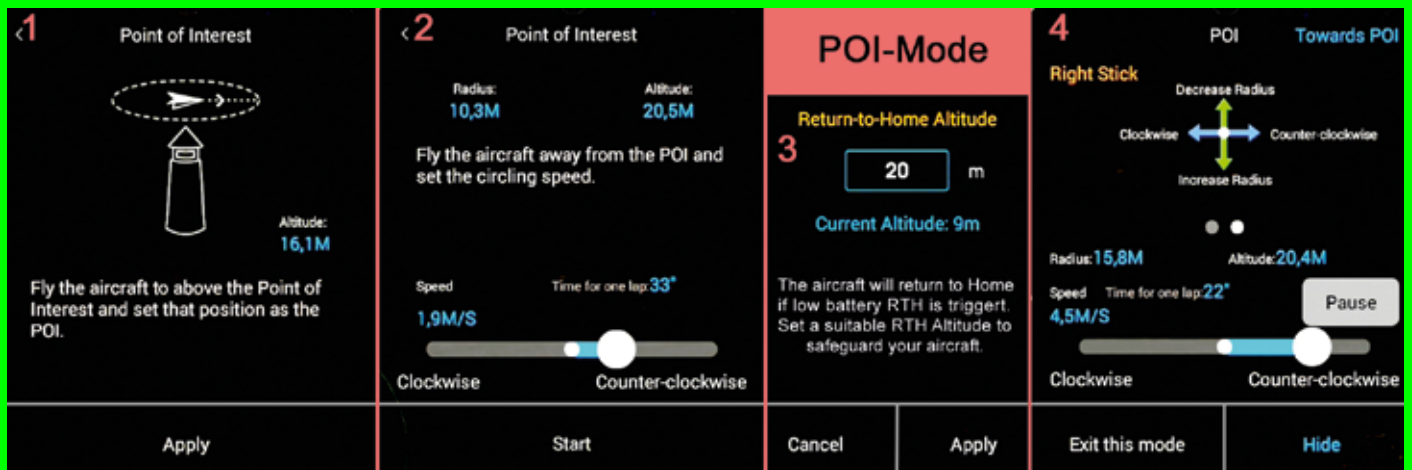 1
Point of Interest
Altitude:
16,1M
Fly the aircraft to above the Point of
Interest and set that position as the
POI.
Apply
2
Point of Interest
Radius:
10,3M
Altitude:
20,5M
Fly the aircraft away from the POI and
set the circling speed.
Speed
1,9M/S
Time for one lap:33"
Clockwise
Counter-clockwise
Start
POI-Mode
Return-to-Home Altitude
3
20 m
Current Altitude: 9m
The aircraft will return to Home
if low battery RTH is triggert.
Set a suitable RTH Altitude to
safeguard your aircraft.
Cancel
Apply
4
POI
Towards POI
Right Stick
Decrease Radius
Clockwise
Counter-clockwise
Increase Radius
Radius:15,8M
Altitude:20,4M
Speed
Time for one lap:22"
4,5M/S
Pause
Clockwise
Counter-clockwise
Exit this mode
Hide